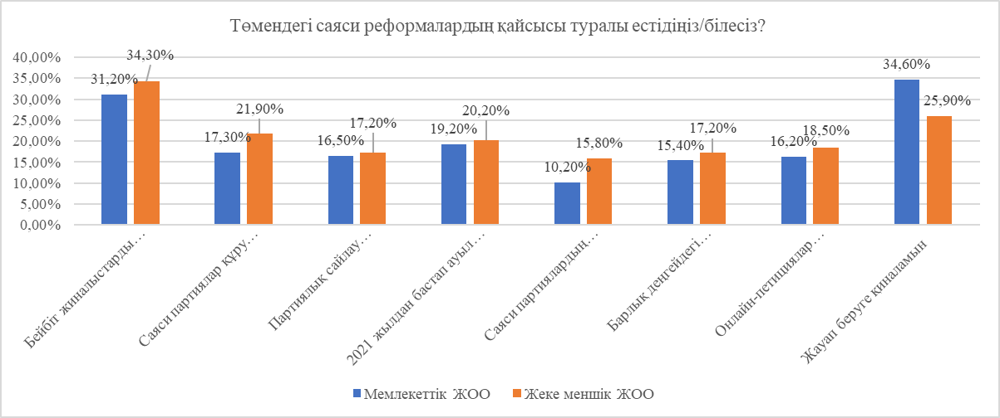 Төмендегі саяси реформалардың қайсысы туралы естідіңіз/білесіз?
40,00%
35,00%
30,00%
25,00%
20,00%
15,00%
10,00%
5,00%
0,00%
31,20%
34,30%
17,30%
21,90%
16,50%
17,20%
19,20%
20,20%
10,20%
15,80%
15,40%
17,20%
16,20%
18,50%
34,60%
25,90%
Бейбіт жиналыстарды…
Саяси партиялар құру…
Партиялық сайлау…
2021 жылдан бастап ауыл…
Саяси партиялардың…
Барлық деңгейдегі…
Онлайн-петициялар…
Жауап беруге қиналамын
Мемлекеттік ЖОО
Жеке меншік ЖОО